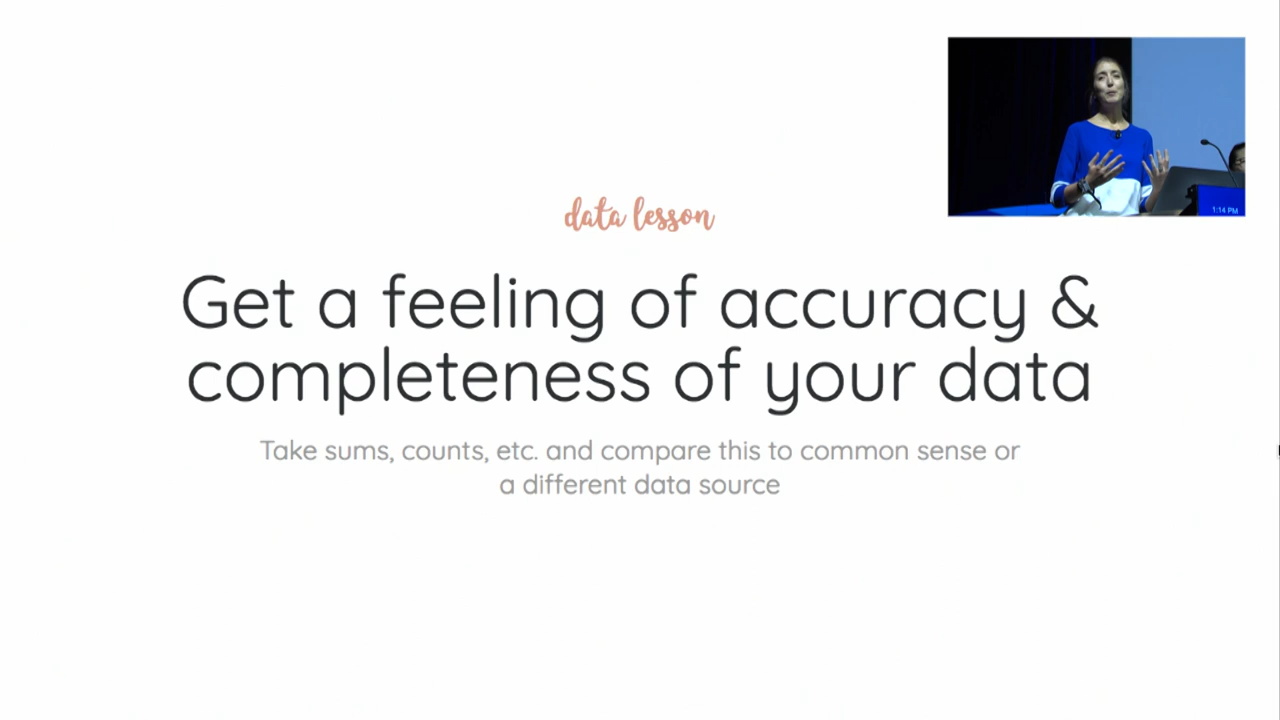 data lesson
Get a feeling of accuracy &
completeness of your data
Take sums, counts, etc. and compare this to common sense or
a different data source
1:14 PM